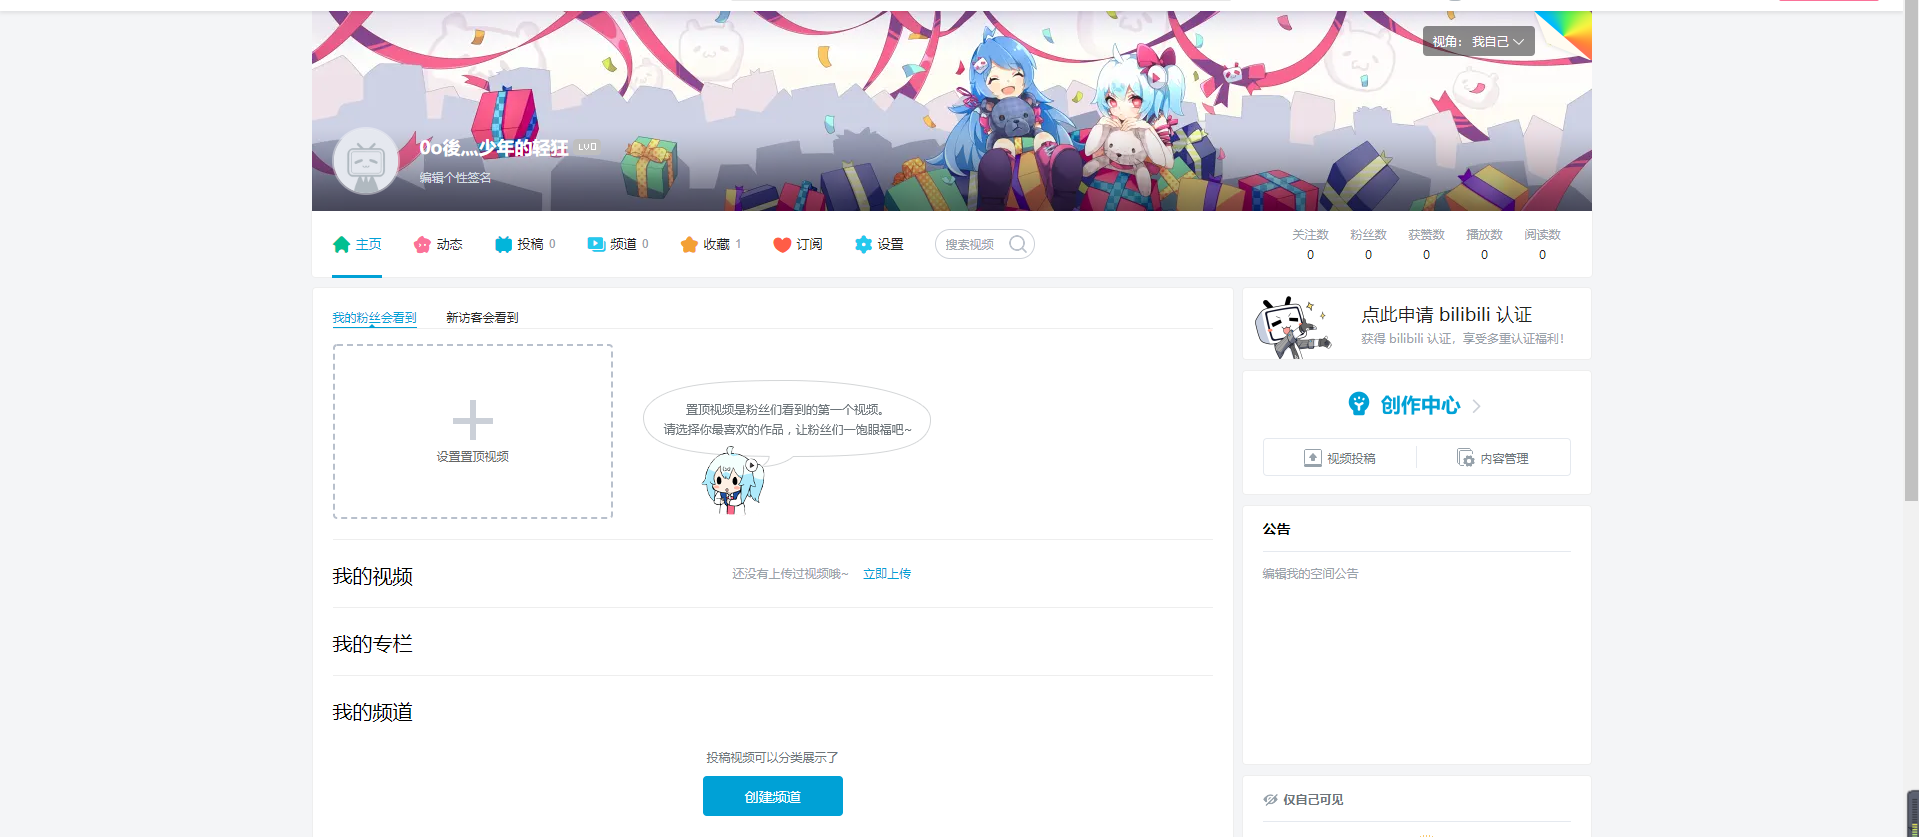 视角： 我自己
0o後灬少年的轻狂 LV0
编辑个性签名
主页 动态 投稿 0 频道 0 收藏 1 订阅 设置 搜索视频
关注数 粉丝数 获赞数 播放数 阅读数
0 0 0 0 0
我的粉丝会看到 新访客会看到
设置置顶视频
置顶视频是粉丝们看到的第一个视频。
请选择你最喜欢的作品，让粉丝们一饱眼福吧~
我的视频
还没有上传过视频哦~ 立即上传
我的专栏
我的频道
投稿视频可以分类展示了
创建频道
点此申请 bilibili 认证
获得 bilibili 认证，享受多重认证福利！
创作中心
视频投稿 内容管理
公告
编辑我的空间公告
仅自己可见